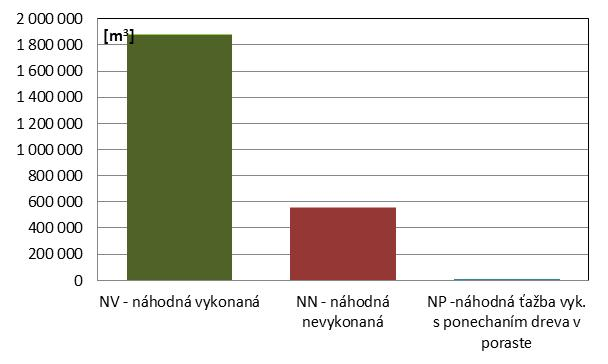 2 000 000
1 800 000
1 600 000
1 400 000
1 200 000
1 000 000
800 000
600 000
400 000
200 000
0
[m³]
NV - náhodná vykonaná
NN - náhodná
nevykonaná
NP -náhodná ťažba vyk.
s ponechaním dreva v
poraste